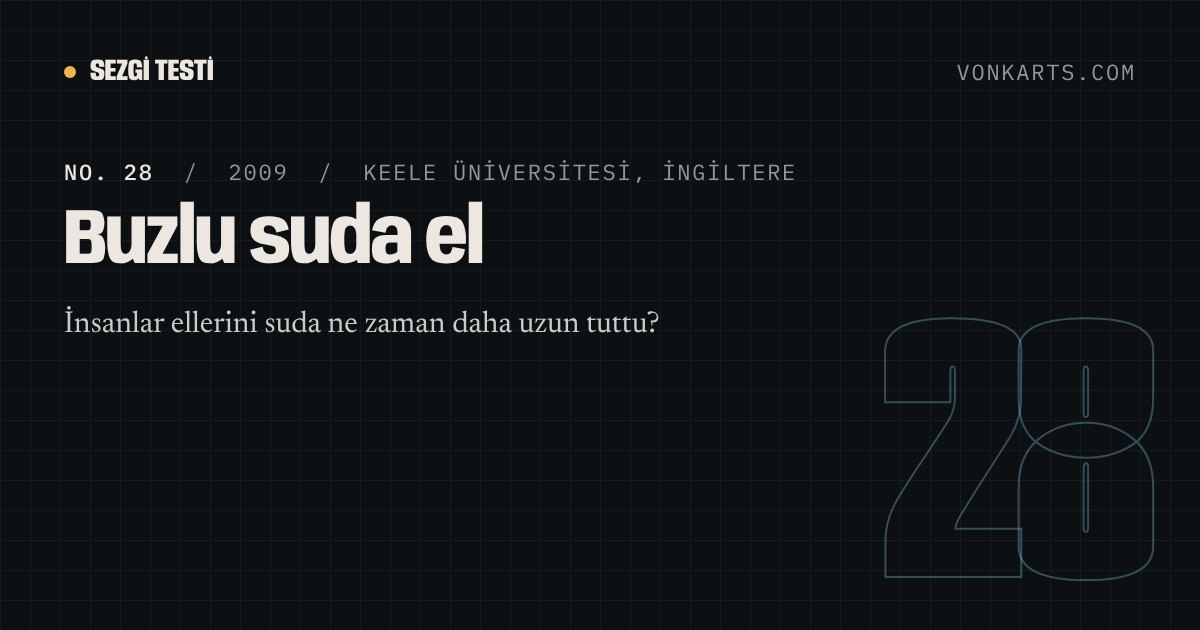 SEZGİ TESTİ
VONKARTS.COM
NO. 28 / 2009 / KEELE ÜNİVERSİTESİ, İNGİLTERE
Buzlu suda el
İnsanlar ellerini suda ne zaman daha uzun tuttu?
28